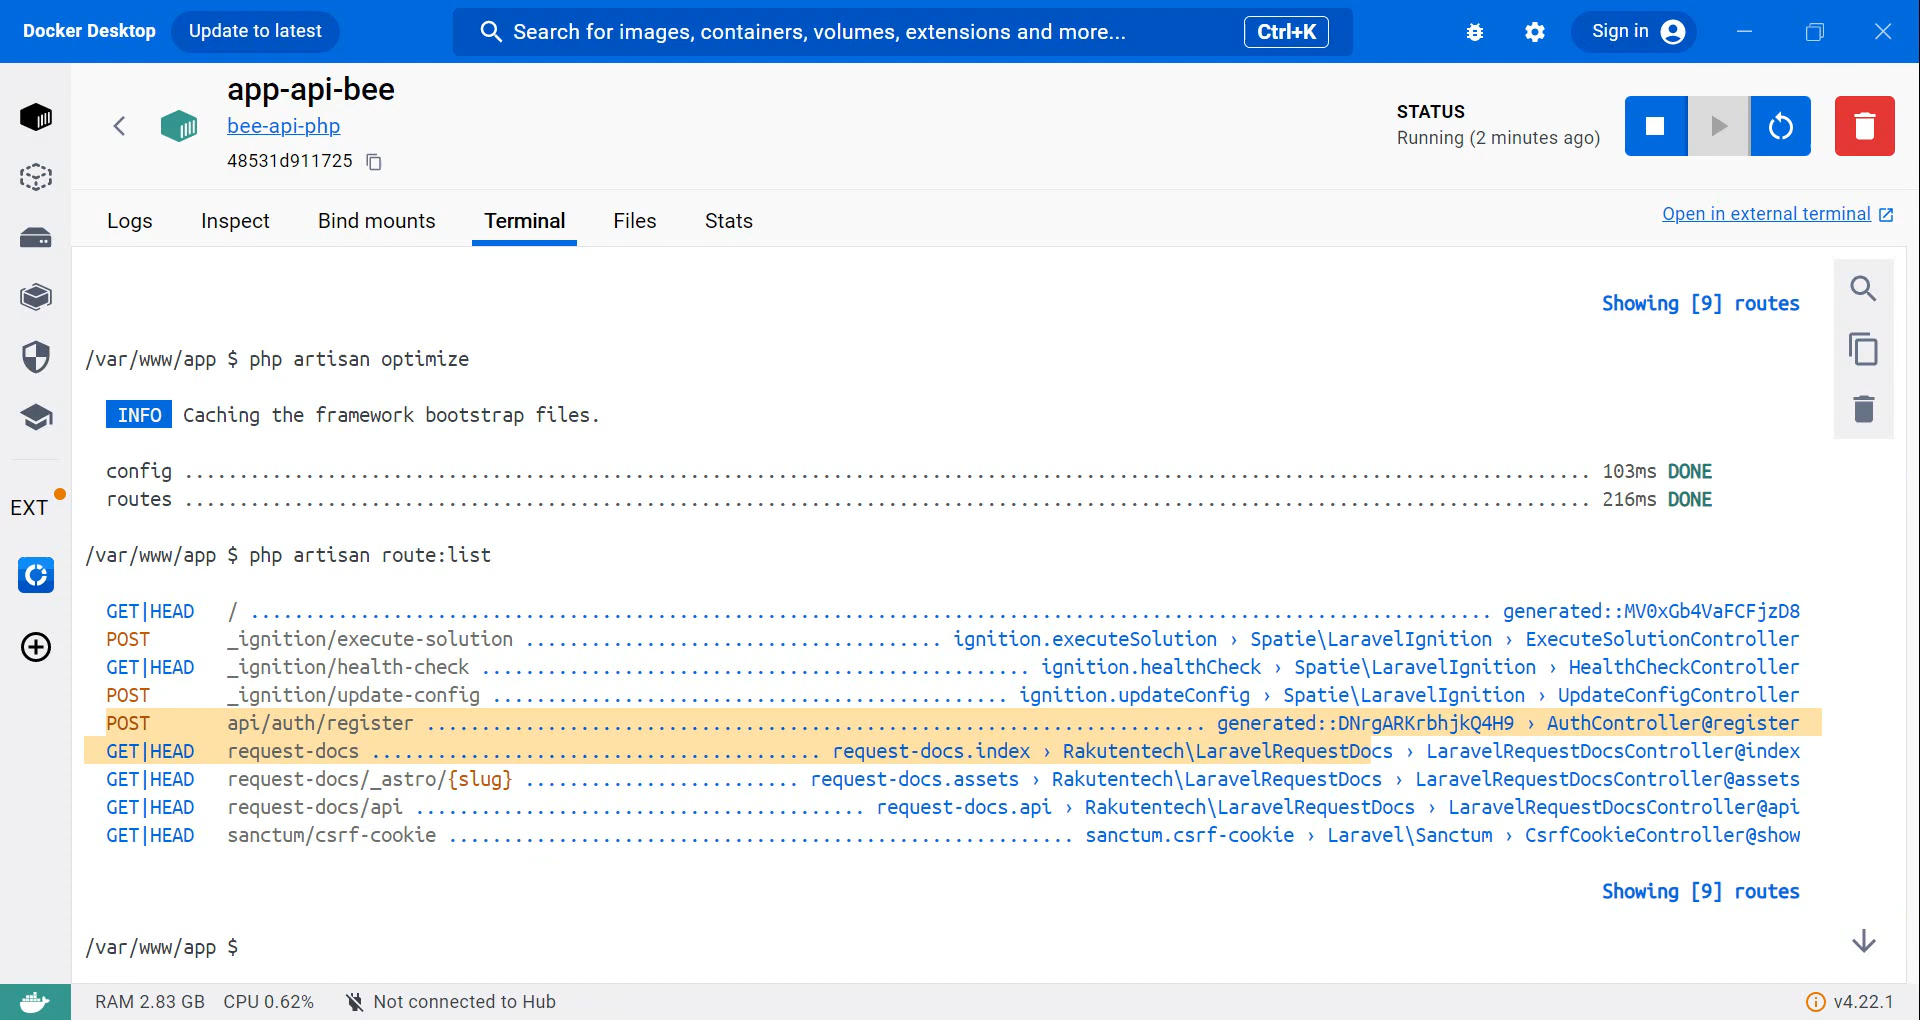 Docker Desktop Update to latest Search for images, containers, volumes, extensions and more... Ctrl+K Sign in
app-api-bee
bee-api-php
48531d911725
STATUS
Running (2 minutes ago)
Logs Inspect Bind mounts Terminal Files Stats Open in external terminal
EXT
Showing [9] routes
/var/www/app $ php artisan optimize
INFO Caching the framework bootstrap files.
config ................................................................................................................................ 103ms DONE
routes ................................................................................................................................ 216ms DONE
/var/www/app $ php artisan route:list
GET|HEAD / ................................................................................................................. generated::MV0xGb4VaFCFjzD8
POST _ignition/execute-solution ...................................... ignition.executeSolution › Spatie\LaravelIgnition › ExecuteSolutionController
GET|HEAD _ignition/health-check .................................................. ignition.healthCheck › Spatie\LaravelIgnition › HealthCheckController
POST _ignition/update-config ............................................... ignition.updateConfig › Spatie\LaravelIgnition › UpdateConfigController
POST api/auth/register ....................................................................... generated::DNrgARKrbhjkQ4H9 › AuthController@register
GET|HEAD request-docs ......................................... request-docs.index › Rakutentech\LaravelRequestDocs › LaravelRequestDocsController@index
GET|HEAD request-docs/_astro/{slug} ......................... request-docs.assets › Rakutentech\LaravelRequestDocs › LaravelRequestDocsController@assets
GET|HEAD request-docs/api ......................................... request-docs.api › Rakutentech\LaravelRequestDocs › LaravelRequestDocsController@api
GET|HEAD sanctum/csrf-cookie ......................................................... sanctum.csrf-cookie › Laravel\Sanctum › CsrfCookieController@show
Showing [9] routes
/var/www/app $
RAM 2.83 GB CPU 0.62% Not connected to Hub v4.22.1